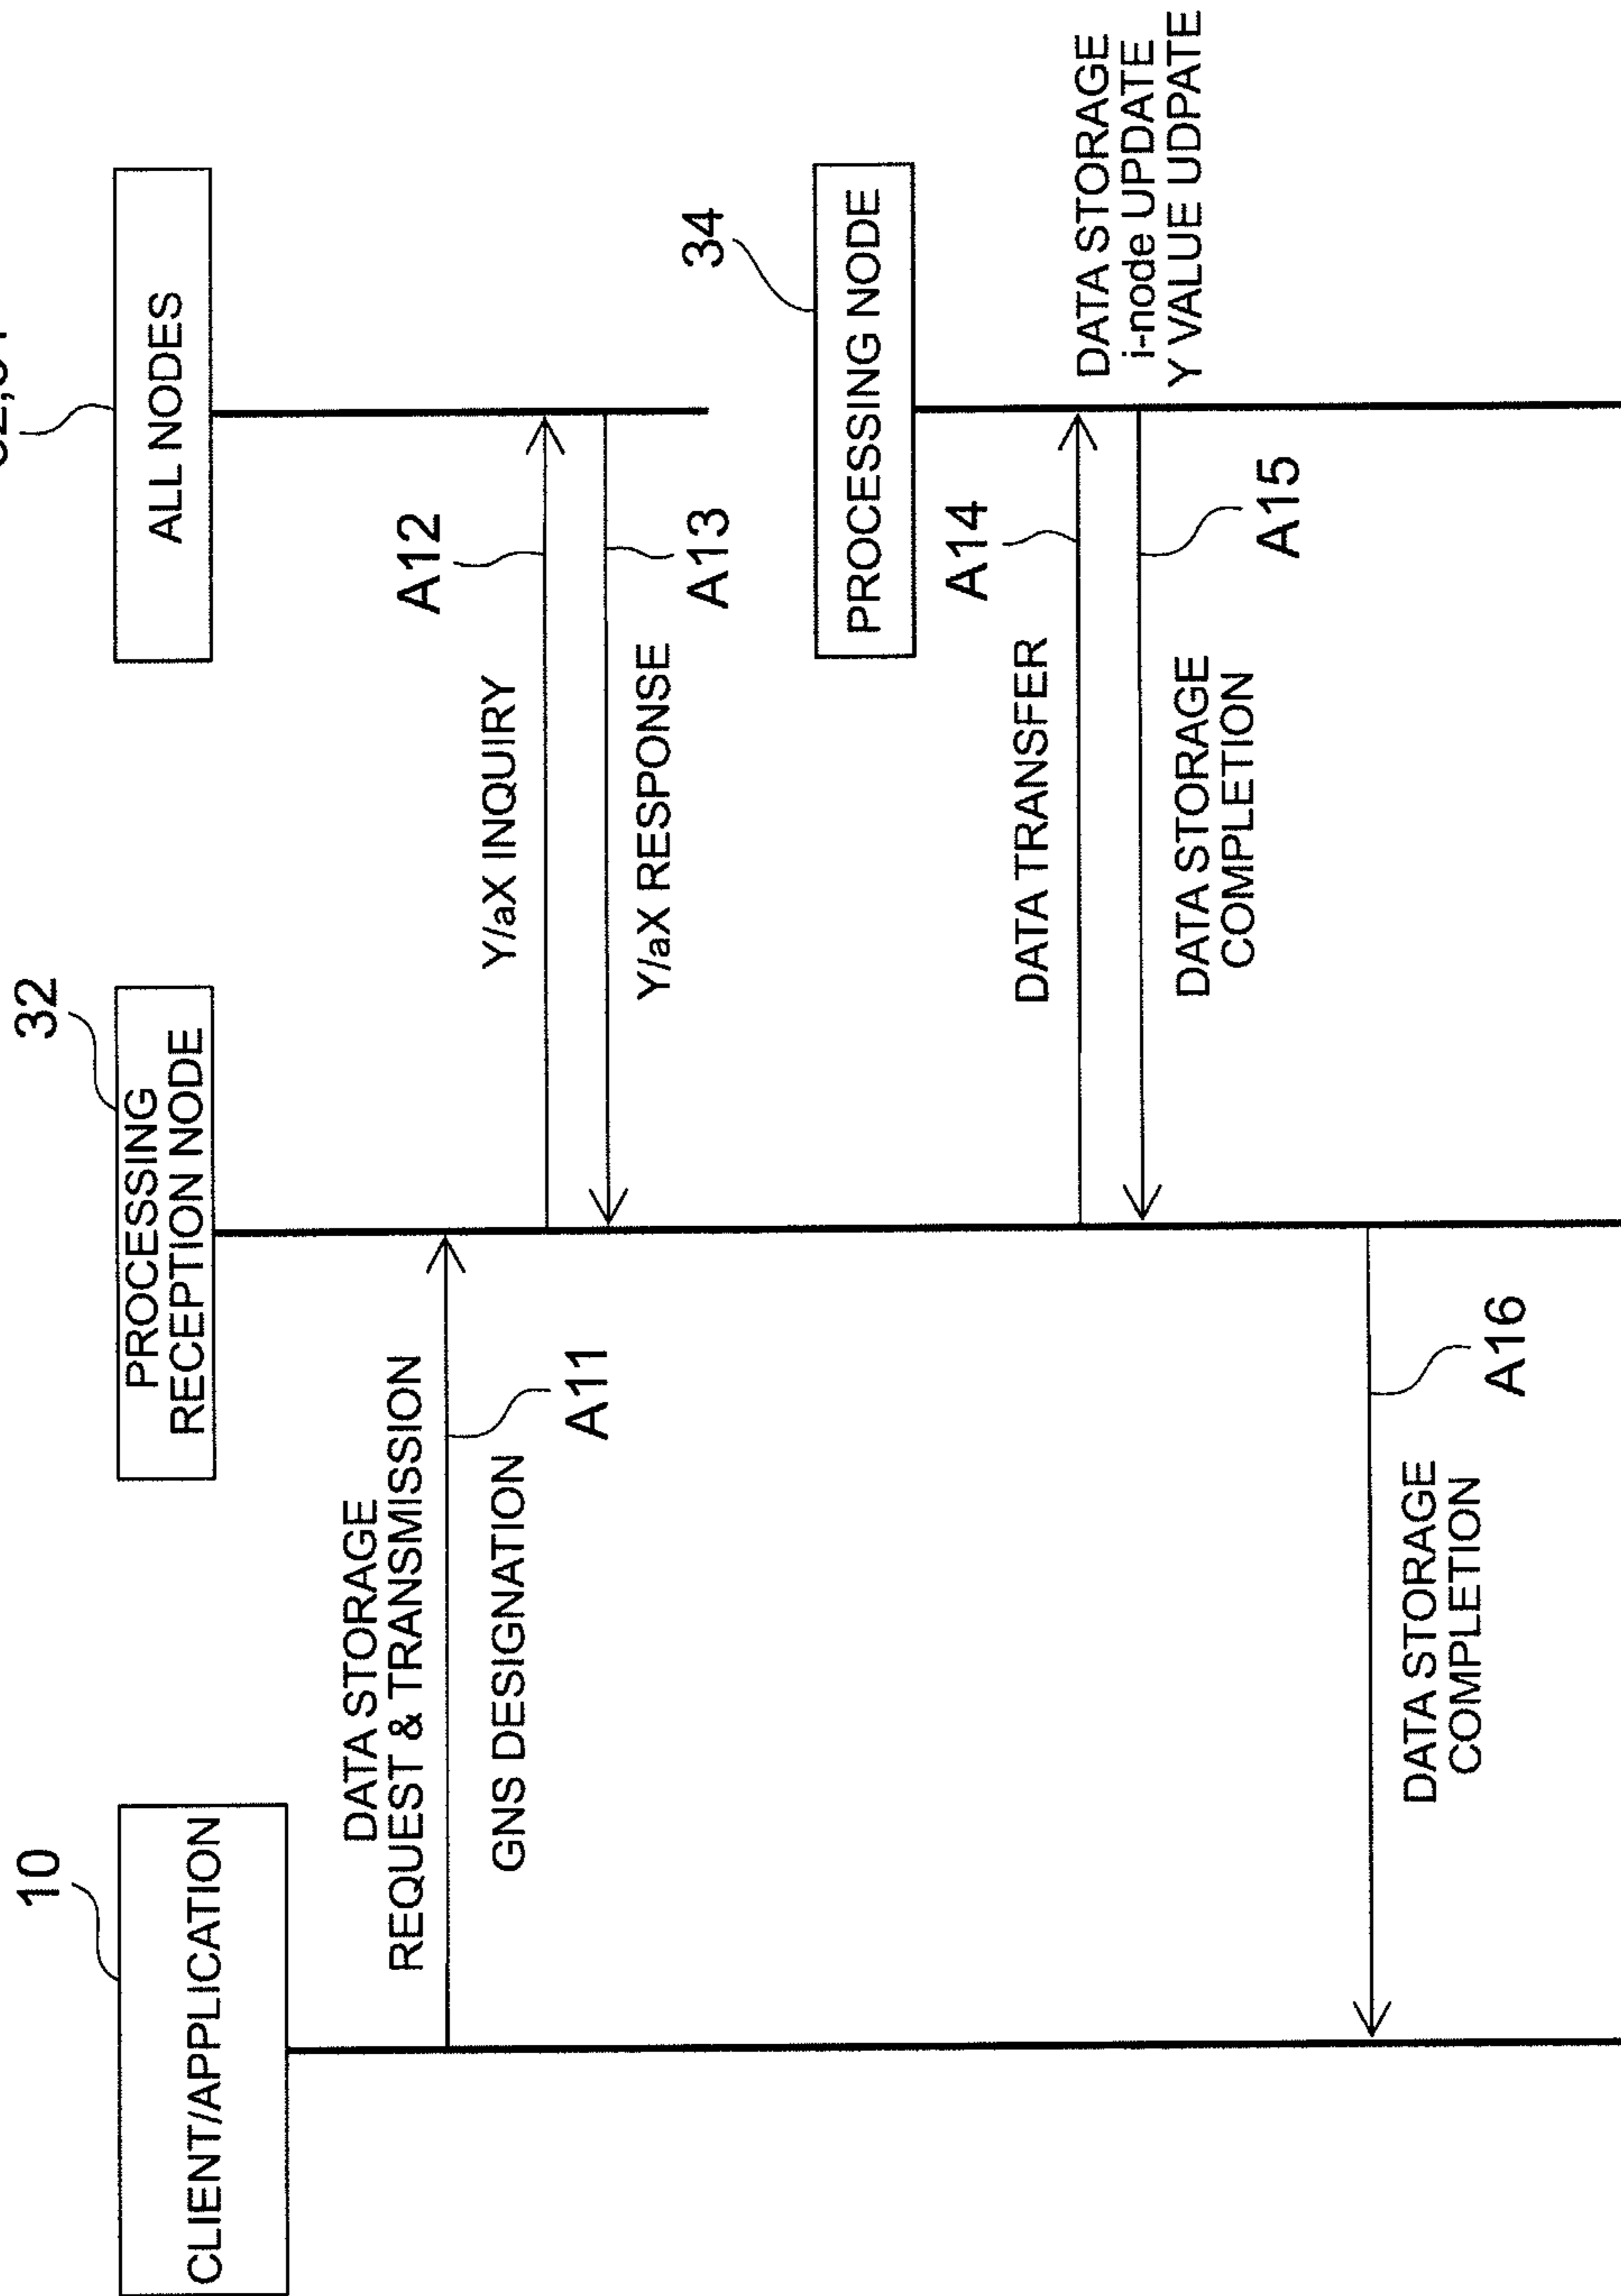 10
CLIENT/APPLICATION
32
PROCESSING
RECEPTION NODE
ALL NODES
DATA STORAGE
REQUEST & TRANSMISSION
A11
GNS DESIGNATION
Y/aX INQUIRY
A12
Y/aX RESPONSE
A13
34
PROCESSING NODE
DATA TRANSFER
A14
DATA STORAGE
i-node UPDATE
Y VALUE UDPATE
DATA STORAGE
COMPLETION
A15
DATA STORAGE
COMPLETION
A16